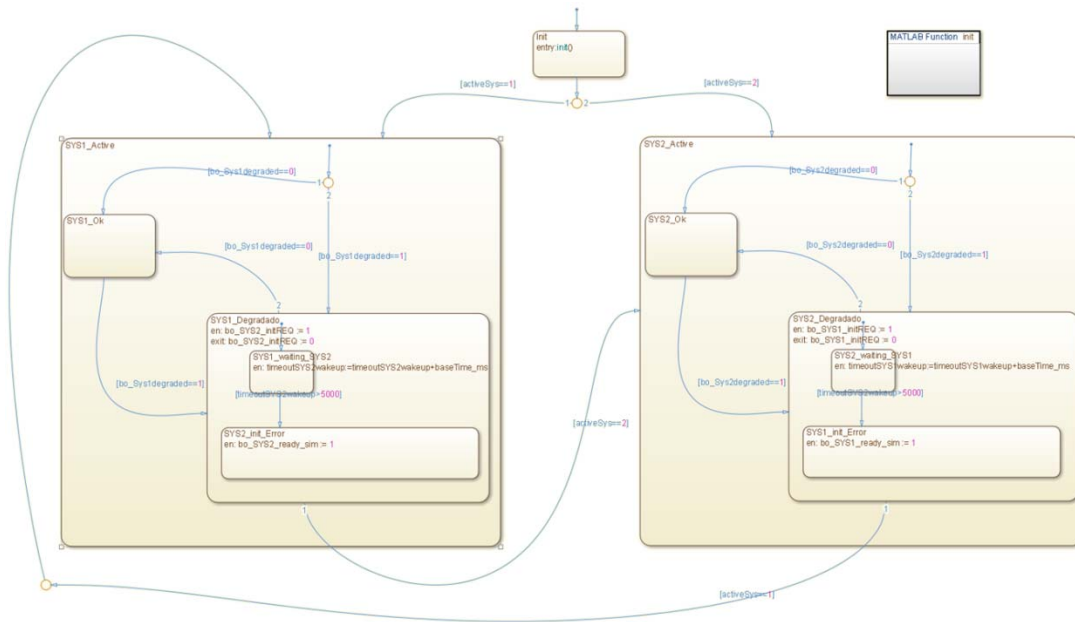 Init
entry:init()
MATLAB Function init
[activeSys==1]
1
2
[activeSys==2]
SYS1_Active
[bo_Sys1degraded==0]
1
2
SYS1_Ok
[bo_Sys1degraded==0]
[bo_Sys1degraded==1]
2
SYS1_Degradado
en: bo_SYS2_initREQ := 1
exit: bo_SYS2_initREQ := 0
SYS1_waiting_SYS2
en: timeoutSYS2wakeup:=timeoutSYS2wakeup+baseTime_ms
[bo_Sys1degraded==1]
[timeoutSYS2wakeup>5000]
SYS2_init_Error
en: bo_SYS2_ready_sim := 1
1
SYS2_Active
[bo_Sys2degraded==0]
1
2
SYS2_Ok
[bo_Sys2degraded==0]
[bo_Sys2degraded==1]
2
SYS2_Degradado
en: bo_SYS1_initREQ := 1
exit: bo_SYS1_initREQ := 0
SYS2_waiting_SYS1
en: timeoutSYS1wakeup:=timeoutSYS1wakeup+baseTime_ms
[bo_Sys2degraded==1]
[timeoutSYS2wakeup>5000]
SYS1_init_Error
en: bo_SYS1_ready_sim := 1
1
[activeSys==2]
[activeSys==1]